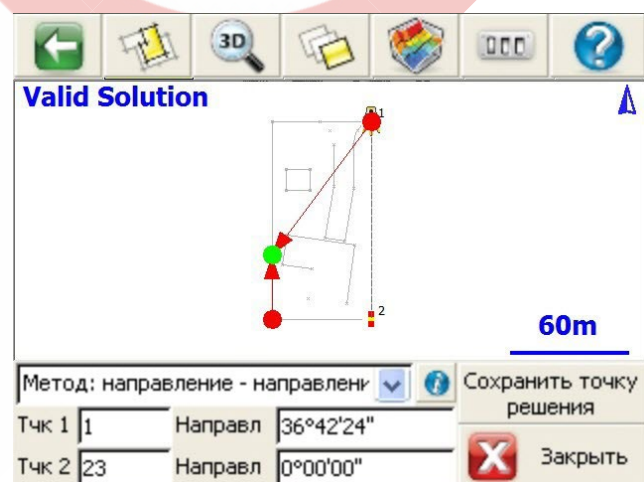 3D
Valid Solution
1
2
60m
Метод: направление - направлени
Сохранить точку
решения
Тчк 1 1 Направл 36°42'24"
Тчк 2 23 Направл 0°00'00"
Закрыть